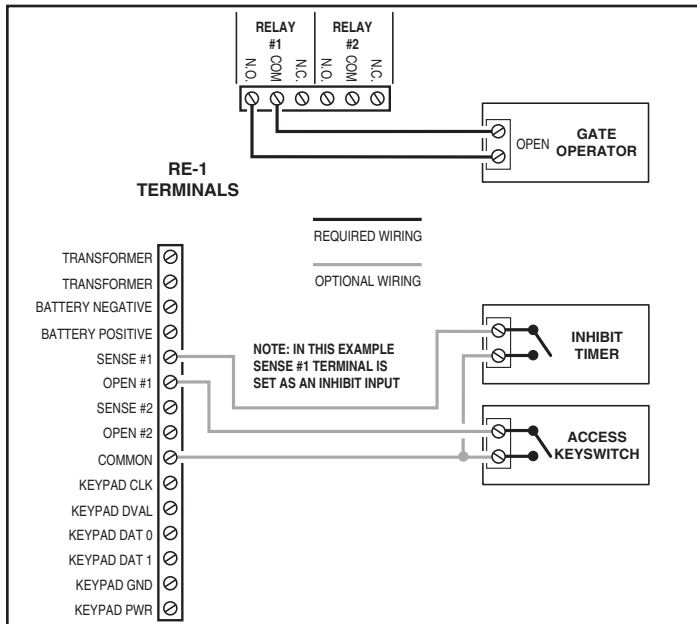 RELAY
#1
RELAY
#2
N.O.
COM
N.C.
N.O.
COM
N.C.
OPEN
GATE
OPERATOR
RE-1
TERMINALS
REQUIRED WIRING
OPTIONAL WIRING
TRANSFORMER
TRANSFORMER
BATTERY NEGATIVE
BATTERY POSITIVE
SENSE #1
OPEN #1
SENSE #2
OPEN #2
COMMON
KEYPAD CLK
KEYPAD DVAL
KEYPAD DAT 0
KEYPAD DAT 1
KEYPAD GND
KEYPAD PWR
NOTE: IN THIS EXAMPLE
SENSE #1 TERMINAL IS
SET AS AN INHIBIT INPUT
INHIBIT
TIMER
ACCESS
KEYSWITCH